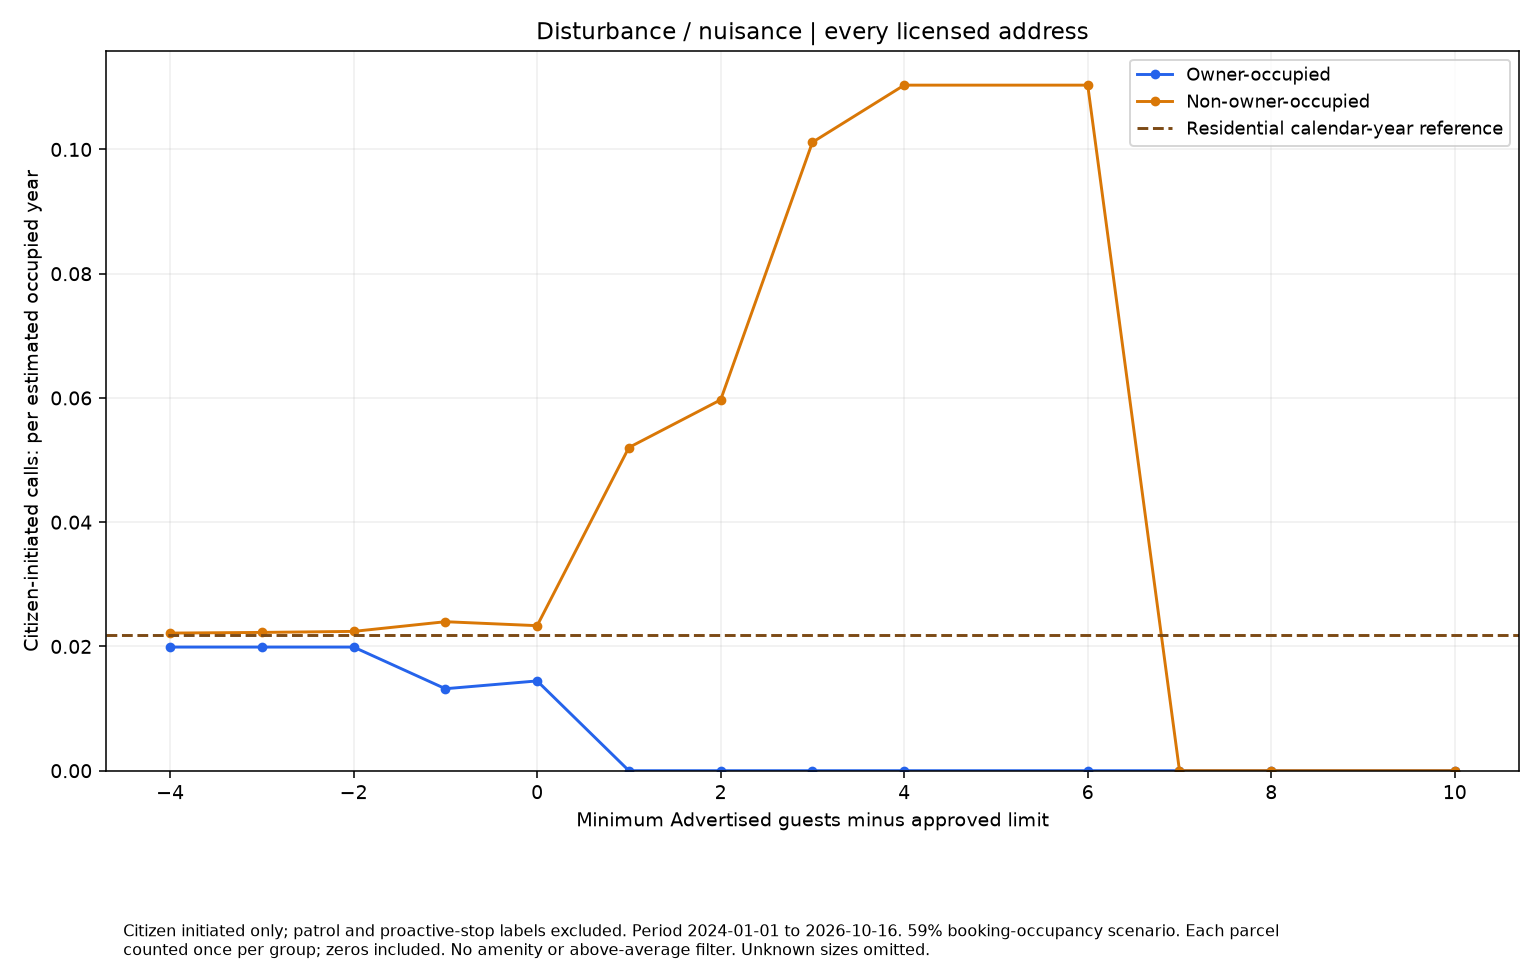 Disturbance / nuisance | every licensed address
Owner-occupied
Non-owner-occupied
Residential calendar-year reference
Citizen-initiated calls: per estimated occupied year
0.10
0.08
0.06
0.04
0.02
0.00
−4
−2
0
2
4
6
8
10
Minimum Advertised guests minus approved limit
Citizen initiated only; patrol and proactive-stop labels excluded. Period 2024-01-01 to 2026-10-16. 59% booking-occupancy scenario. Each parcel
counted once per group; zeros included. No amenity or above-average filter. Unknown sizes omitted.